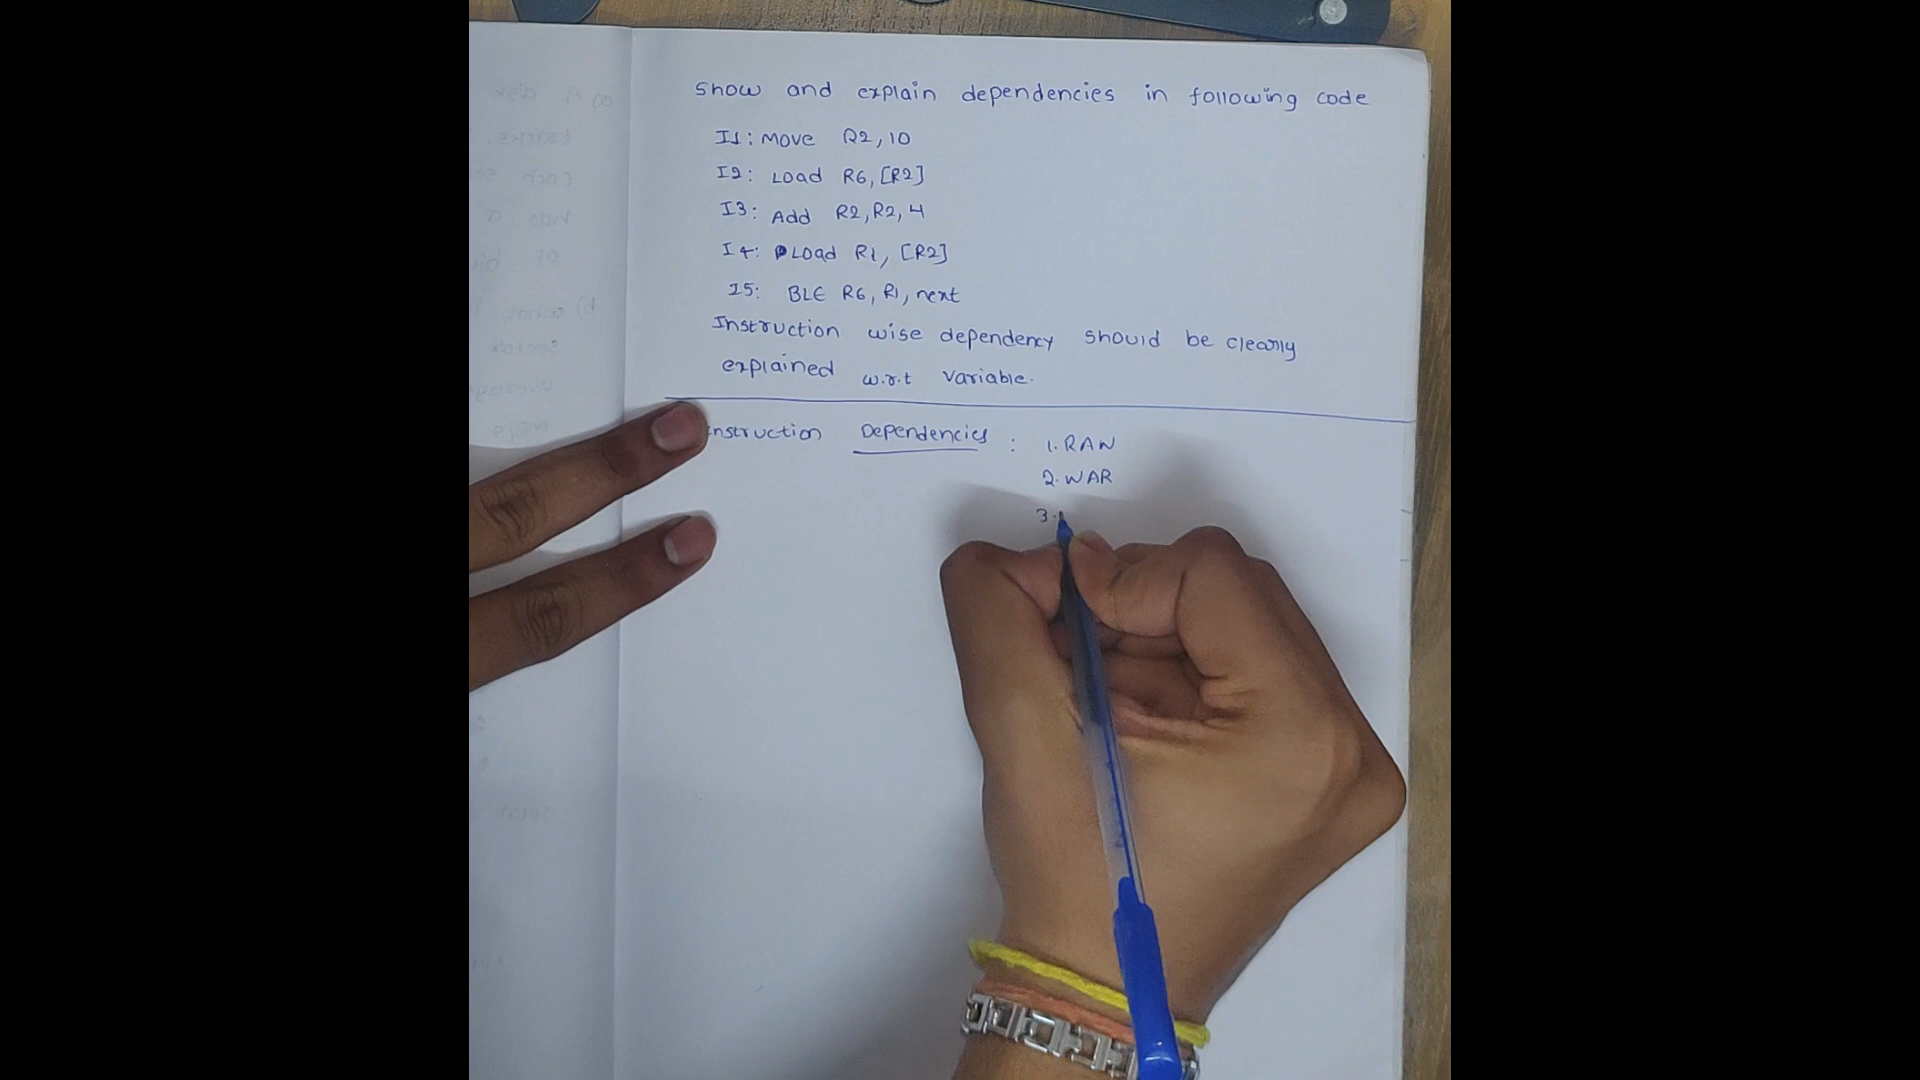 Show and explain dependencies in following code
I1: Move R2, 10
I2: Load R6, [R2]
I3: Add R2, R2, 4
I4: Load R1, [R2]
I5: BLE R6, R1, next
Instruction wise dependency should be clearly
explained w.r.t variable.
Instruction Dependencies : 1. RAW
2. WAR
3.